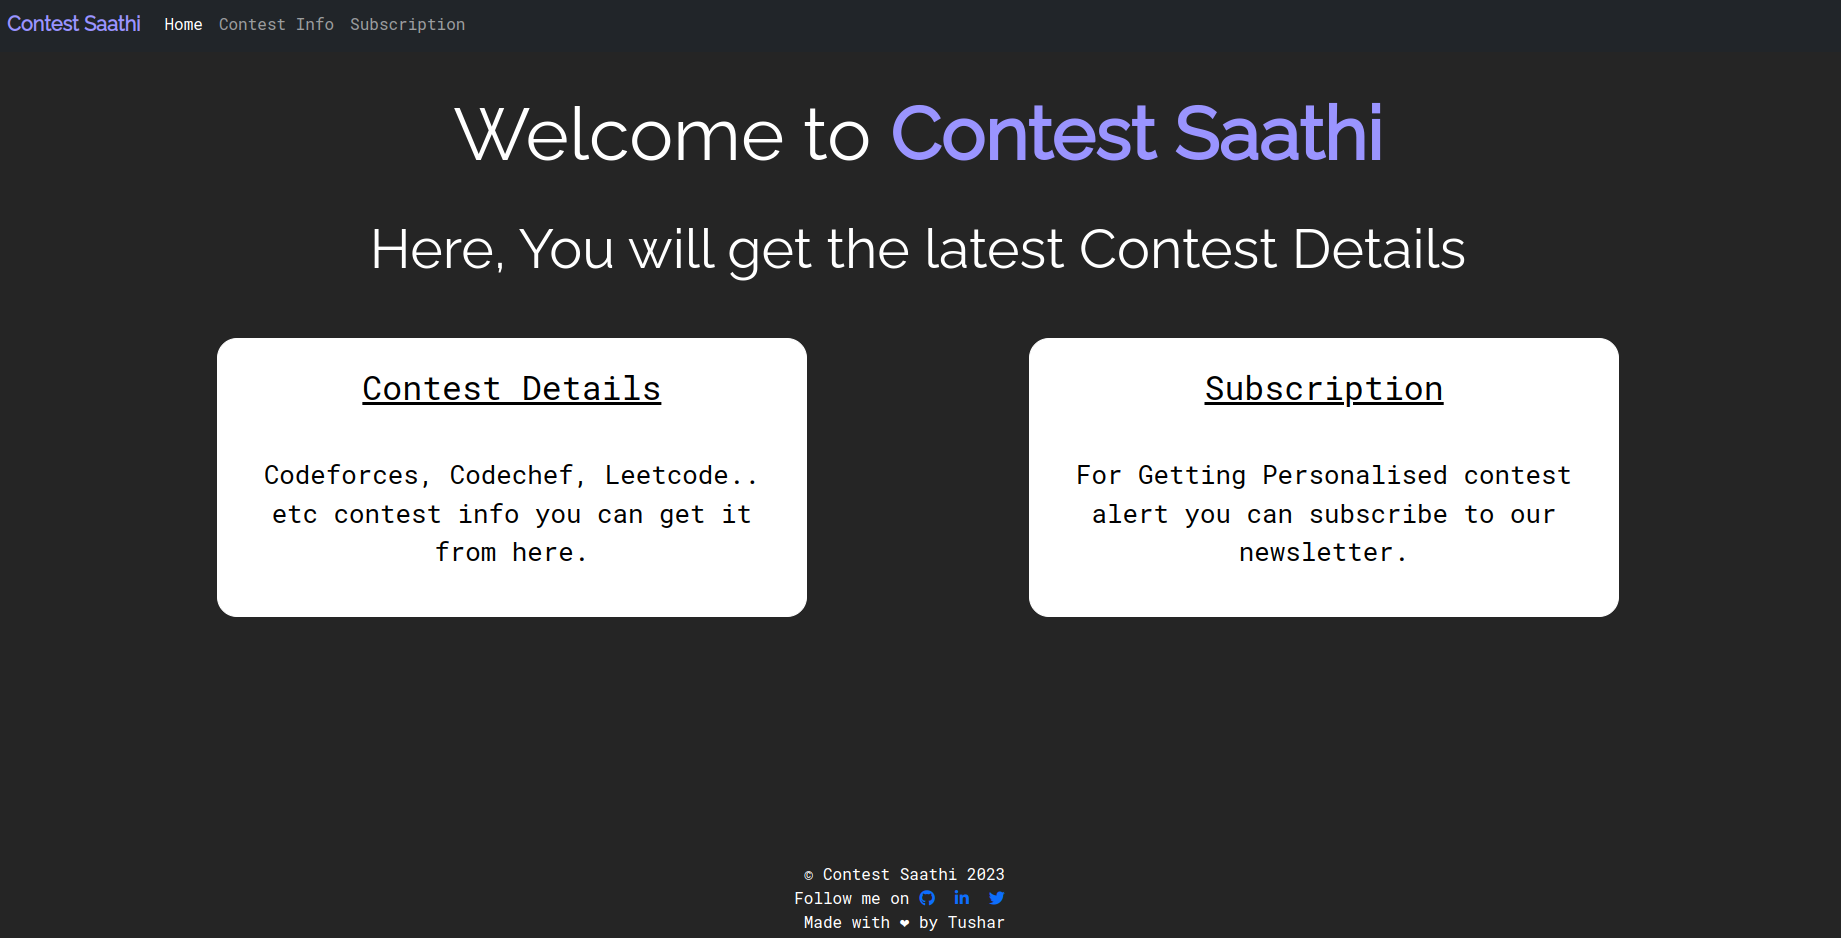 Contest Saathi Home Contest Info Subscription
Welcome to Contest Saathi
Here, You will get the latest Contest Details
Contest Details
Codeforces, Codechef, Leetcode..
etc contest info you can get it
from here.
Subscription
For Getting Personalised contest
alert you can subscribe to our
newsletter.
© Contest Saathi 2023
Follow me on
Made with ❤ by Tushar